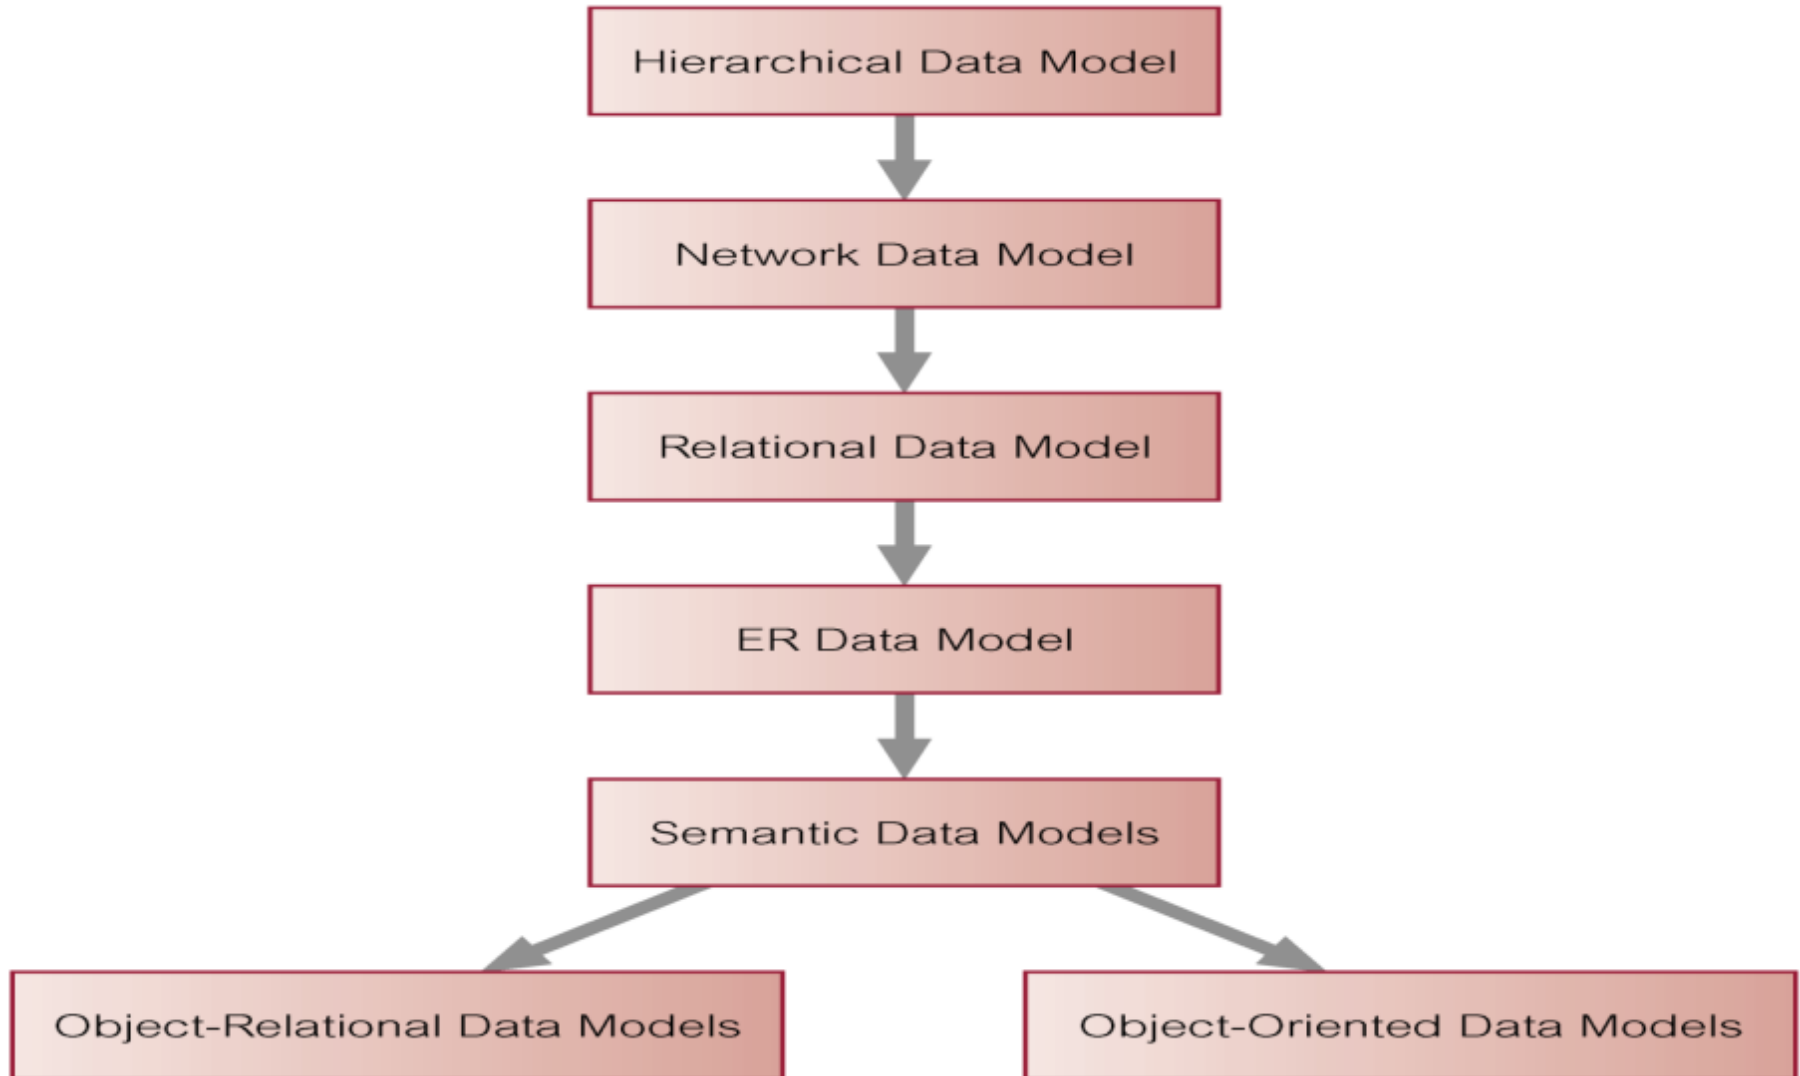 Hierarchical Data Model
Network Data Model
Relational Data Model
ER Data Model
Semantic Data Models
Object-Relational Data Models
Object-Oriented Data Models